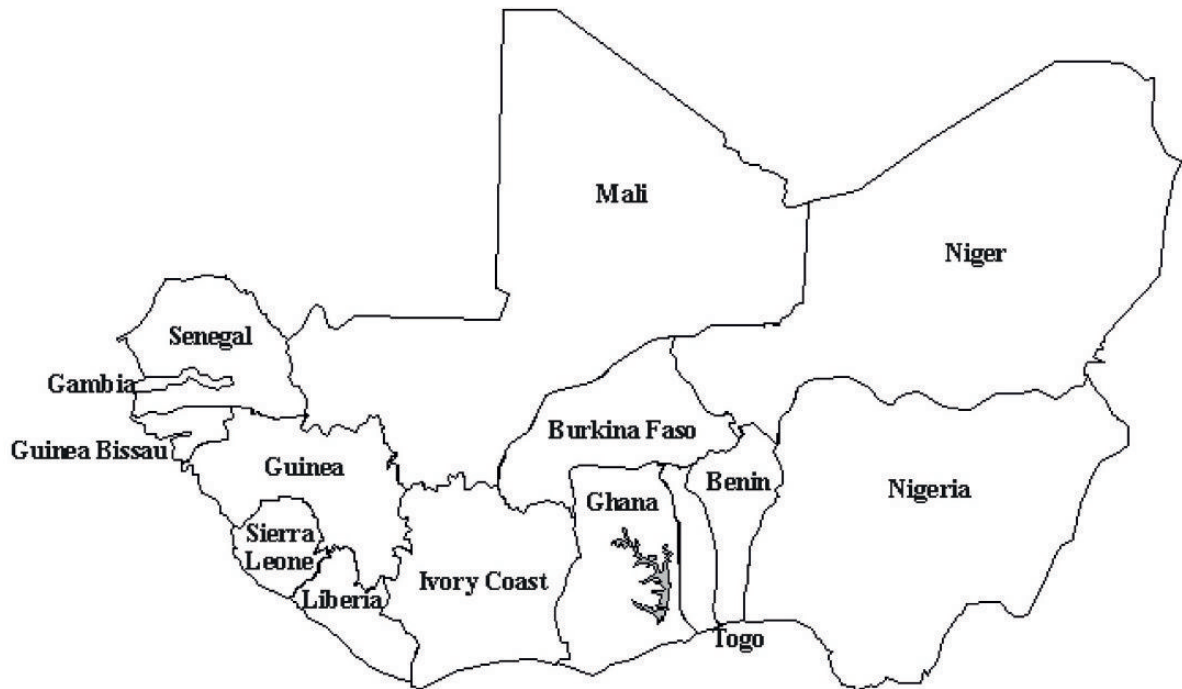 Mali
Niger
Senegal
Gambia
Burkina Faso
Guinea Bissau
Guinea
Benin
Nigeria
Ghana
Sierra
Leone
Ivory Coast
Liberia
Togo